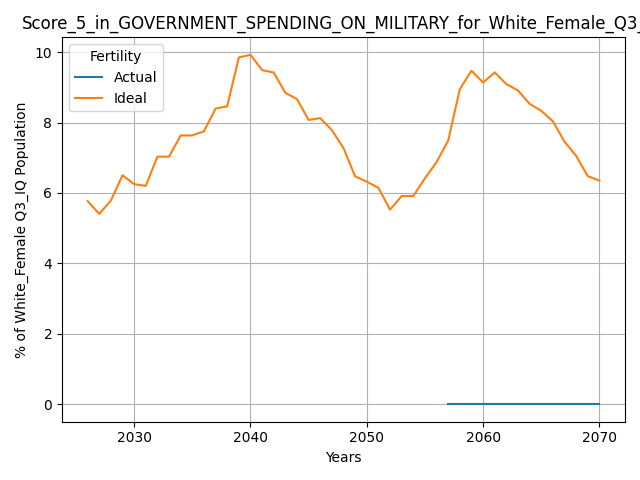 Score_5_in_GOVERNMENT_SPENDING_ON_MILITARY_for_White_Female_Q3_
Fertility
Actual
Ideal
% of White_Female Q3_IQ Population
10
8
6
4
2
0
2030 2040 2050 2060 2070
Years